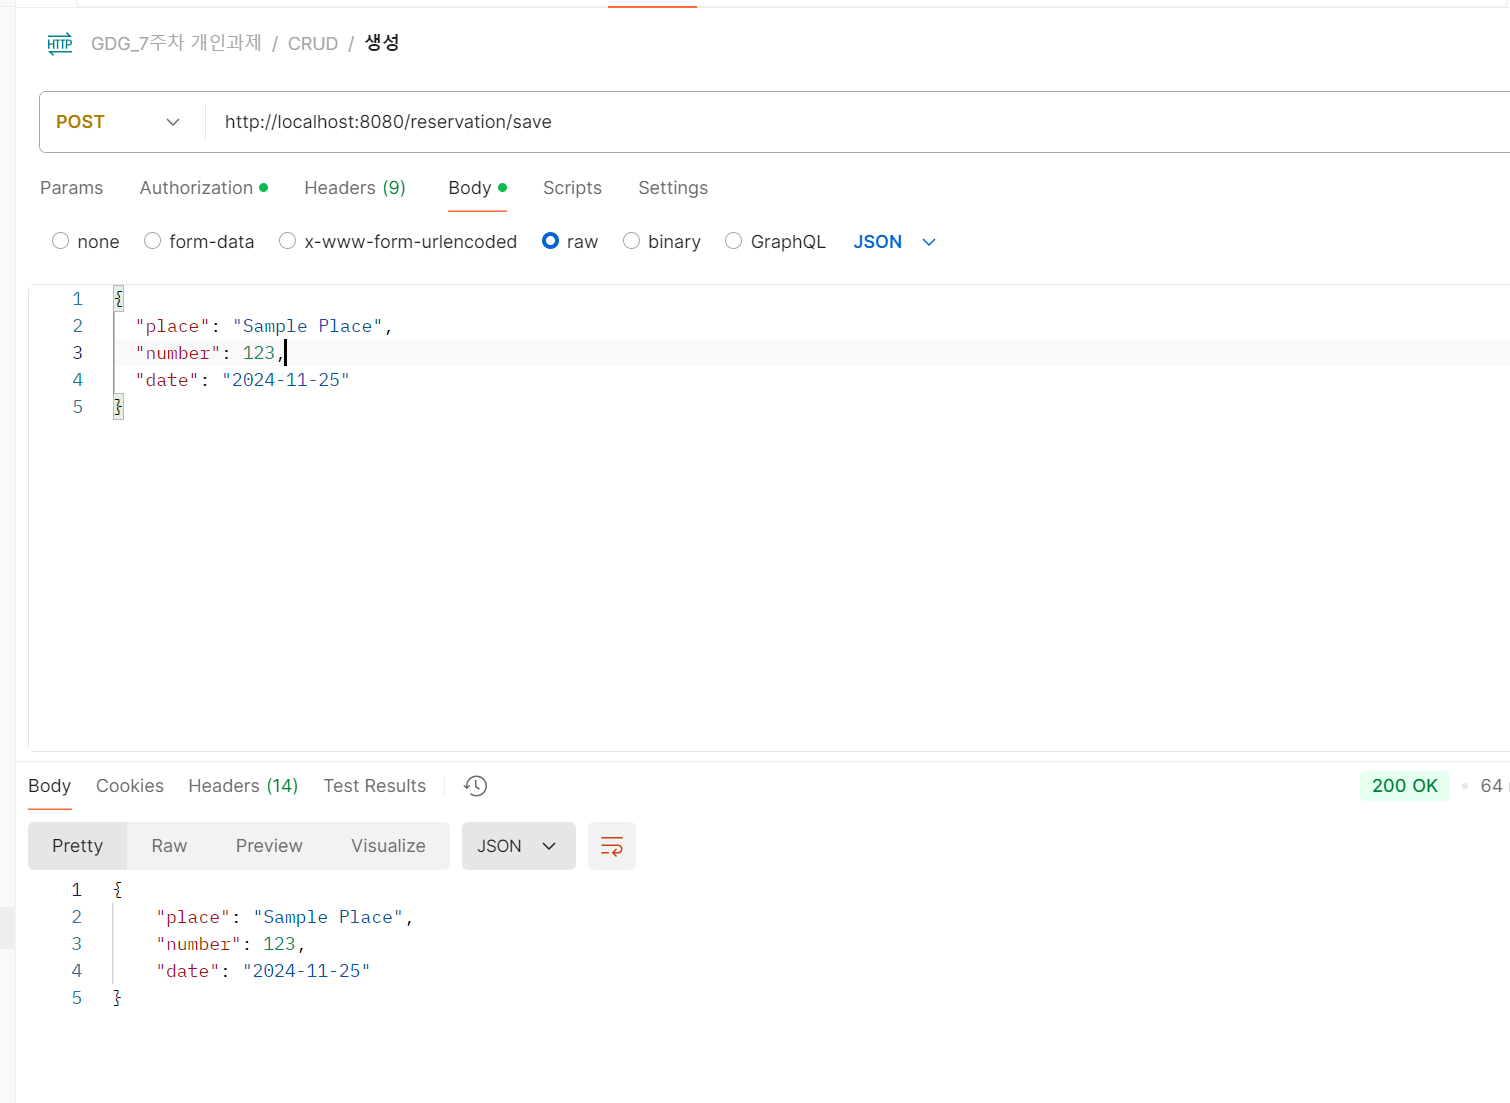 HTTP GDG_7주차 개인과제 / CRUD / 생성
POST http://localhost:8080/reservation/save
Params Authorization Headers (9) Body Scripts Settings
none form-data x-www-form-urlencoded raw binary GraphQL JSON
1 {
2 "place": "Sample Place",
3 "number": 123,
4 "date": "2024-11-25"
5 }
Body Cookies Headers (14) Test Results 200 OK • 64
Pretty Raw Preview Visualize JSON
1 {
2 "place": "Sample Place",
3 "number": 123,
4 "date": "2024-11-25"
5 }